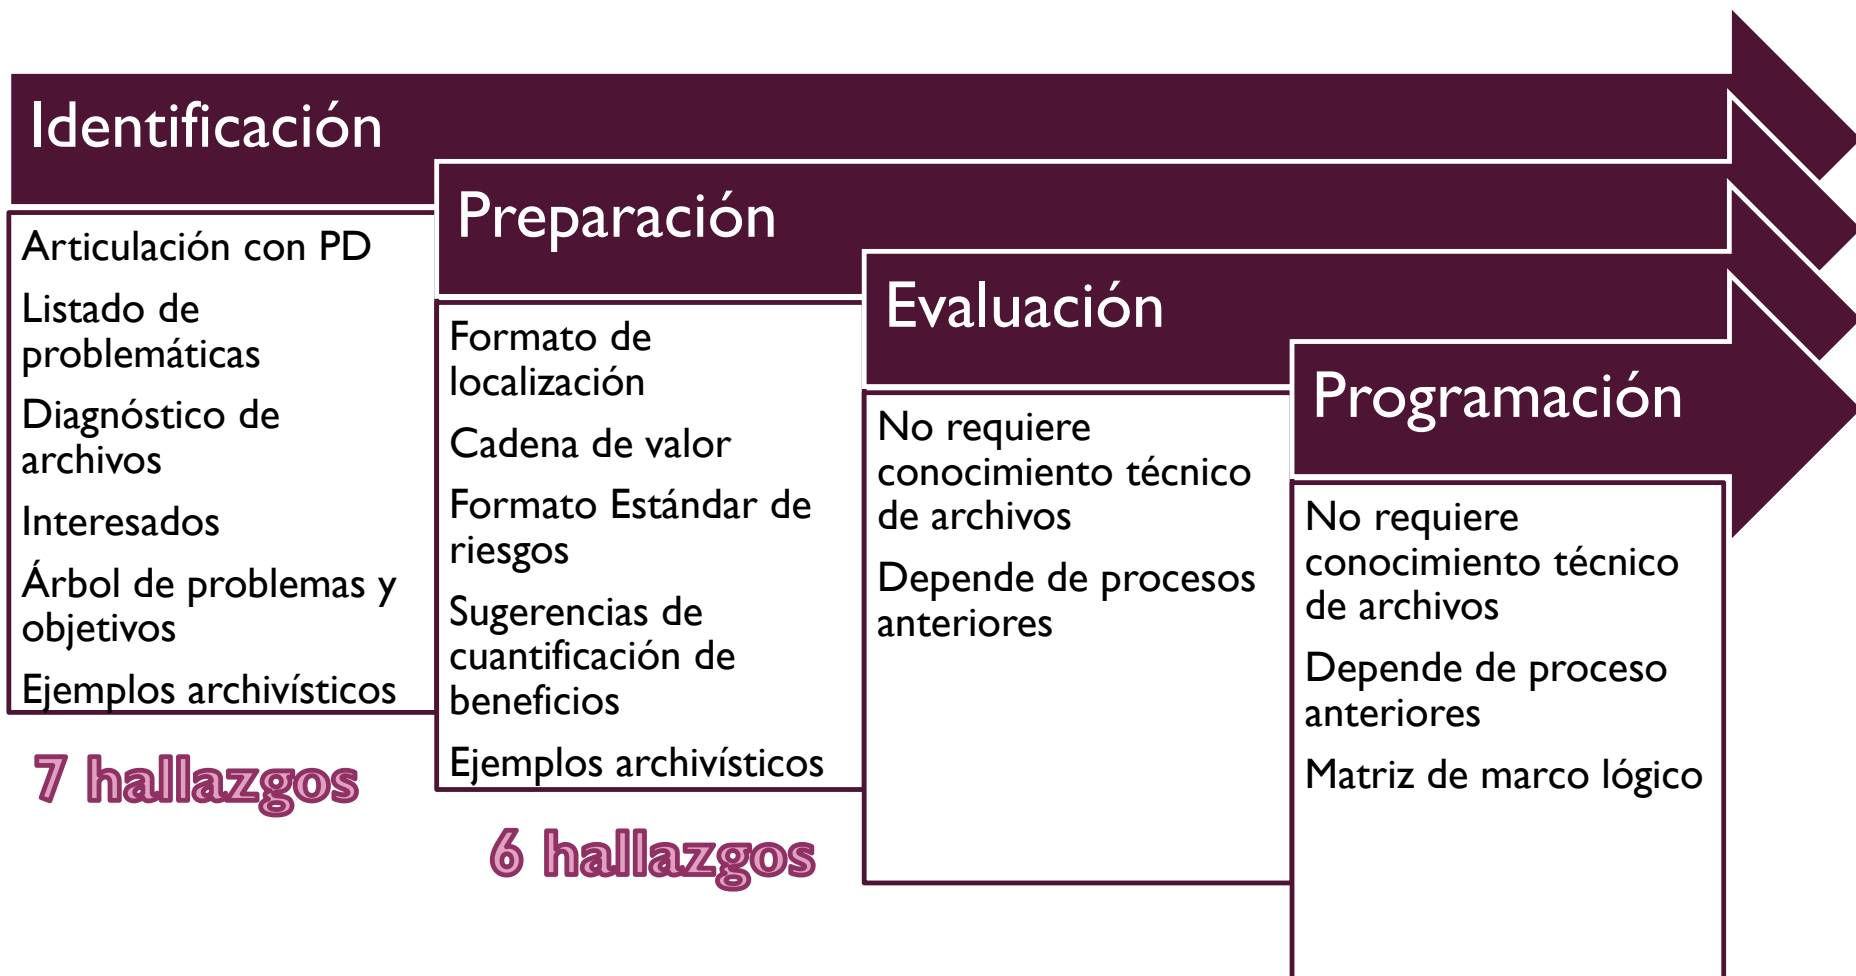 Identificación
Articulación con PD
Listado de
problemáticas
Diagnóstico de
archivos
Interesados
Árbol de problemas y
objetivos
Ejemplos archivísticos
7 hallazgos
Preparación
Formato de
localización
Cadena de valor
Formato Estándar de
riesgos
Sugerencias de
cuantificación de
beneficios
Ejemplos archivísticos
6 hallazgos
Evaluación
No requiere
conocimiento técnico
de archivos
Depende de procesos
anteriores
Programación
No requiere
conocimiento técnico
de archivos
Depende de proceso
anteriores
Matriz de marco lógico